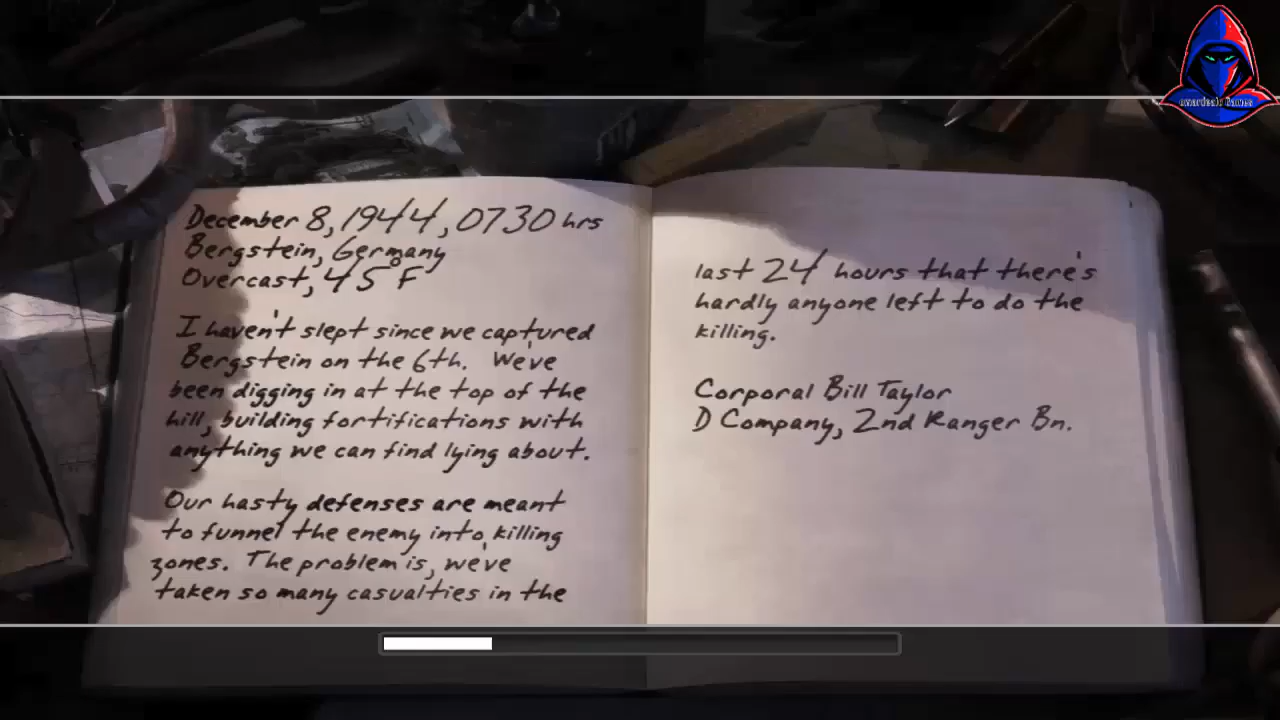 December 8, 1944, 0730 hrs
Bergstein, Germany
Overcast, 45 F
I haven't slept since we captured
Bergstein on the 6th. We've
been digging in at the top of the
hill, building fortifications with
anything we can find lying about.
Our hasty defenses are meant
to funnel the enemy into killing
zones. The problem is, we've
taken so many casualties in the
last 24 hours that there's
hardly anyone left to do the
killing.
Corporal Bill Taylor
D Company, 2nd Ranger Bn.